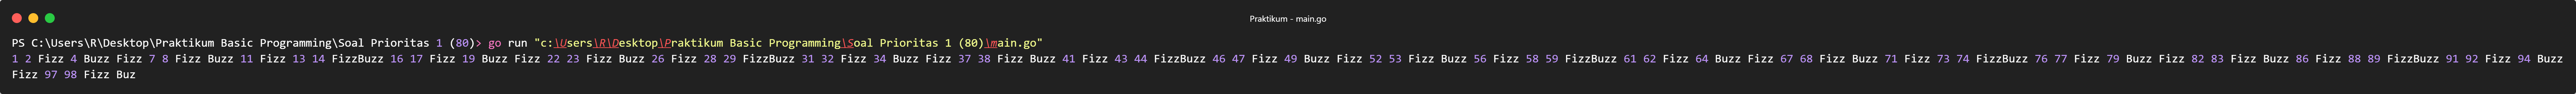 Praktikum - main.go
PS C:\Users\R\Desktop\Praktikum Basic Programming\Soal Prioritas 1 (80)> go run "c:\Users\R\Desktop\Praktikum Basic Programming\Soal Prioritas 1 (80)\main.go"
1 2 Fizz 4 Buzz Fizz 7 8 Fizz Buzz 11 Fizz 13 14 FizzBuzz 16 17 Fizz 19 Buzz Fizz 22 23 Fizz Buzz 26 Fizz 28 29 FizzBuzz 31 32 Fizz 34 Buzz Fizz 37 38 Fizz Buzz 41 Fizz 43 44 FizzBuzz 46 47 Fizz 49 Buzz Fizz 52 53 Fizz Buzz 56 Fizz 58 59 FizzBuzz 61 62 Fizz 64 Buzz Fizz 67 68 Fizz Buzz 71 Fizz 73 74 FizzBuzz 76 77 Fizz 79 Buzz Fizz 82 83 Fizz Buzz 86 Fizz 88 89 FizzBuzz 91 92 Fizz 94 Buzz
Fizz 97 98 Fizz Buz